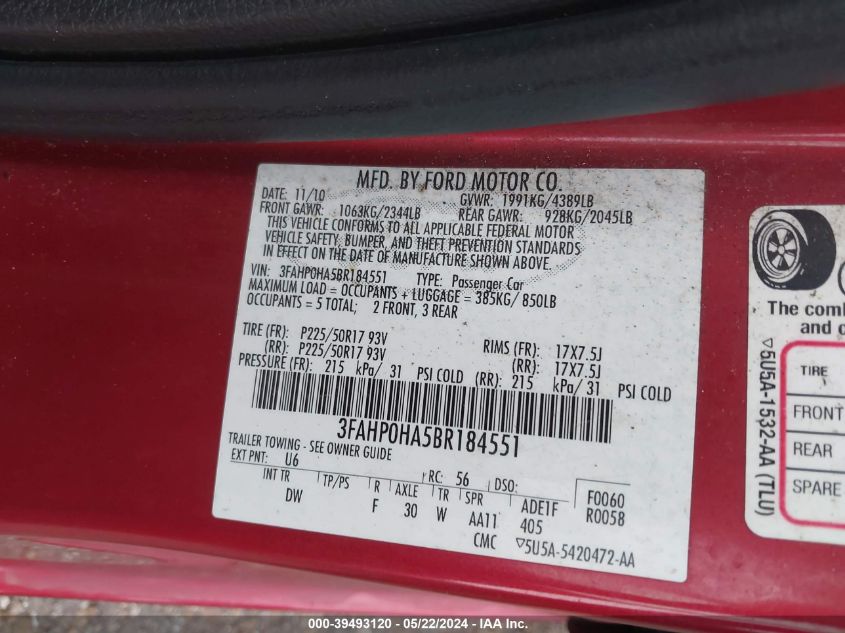 MFD. BY FORD MOTOR CO.
DATE: 11/10 GVWR: 1991KG/4389LB
FRONT GAWR: 1063KG/2344LB REAR GAWR: 928KG/2045LB
THIS VEHICLE CONFORMS TO ALL APPLICABLE FEDERAL MOTOR
VEHICLE SAFETY, BUMPER, AND THEFT PREVENTION STANDARDS
IN EFFECT ON THE DATE OF MANUFACTURE SHOWN ABOVE.
VIN: 3FAHP0HA5BR184551 TYPE: Passenger Car
MAXIMUM LOAD = OCCUPANTS + LUGGAGE = 385KG/ 850LB
OCCUPANTS = 5 TOTAL; 2 FRONT, 3 REAR
TIRE (FR): P225/50R17 93V RIMS (FR): 17X7.5J
(RR): P225/50R17 93V (RR): 17X7.5J
PRESSURE (FR): 215 kPa/ 31 PSI COLD (RR): 215 kPa/ 31 PSI COLD
3FAHP0HA5BR184551
TRAILER TOWING - SEE OWNER GUIDE
EXT PNT: U6 RC: 56 DSO:
INT TR TP/PS R AXLE TR SPR ADE1F F0060
DW F 30 W AA11 405 R0058
CMC ▽5U5A-5420472-AA
The comb
and c
TIRE
FRONT
REAR
SPARE
▽5U5A-1532-AA (TLU)
000-39493120 - 05/22/2024 - IAA Inc.